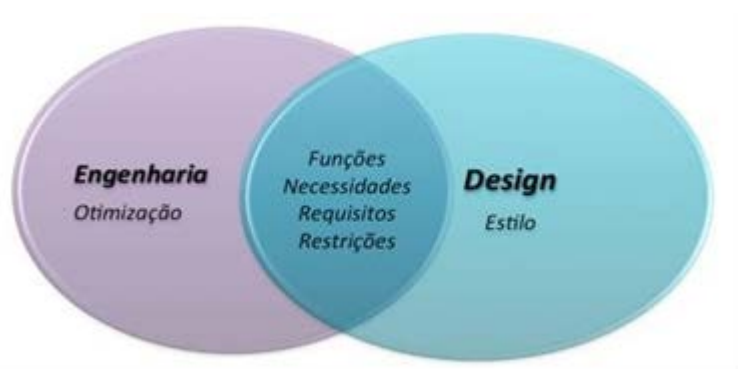 Engenharia
Otimização
Funções
Necessidades
Requisitos
Restrições
Design
Estilo